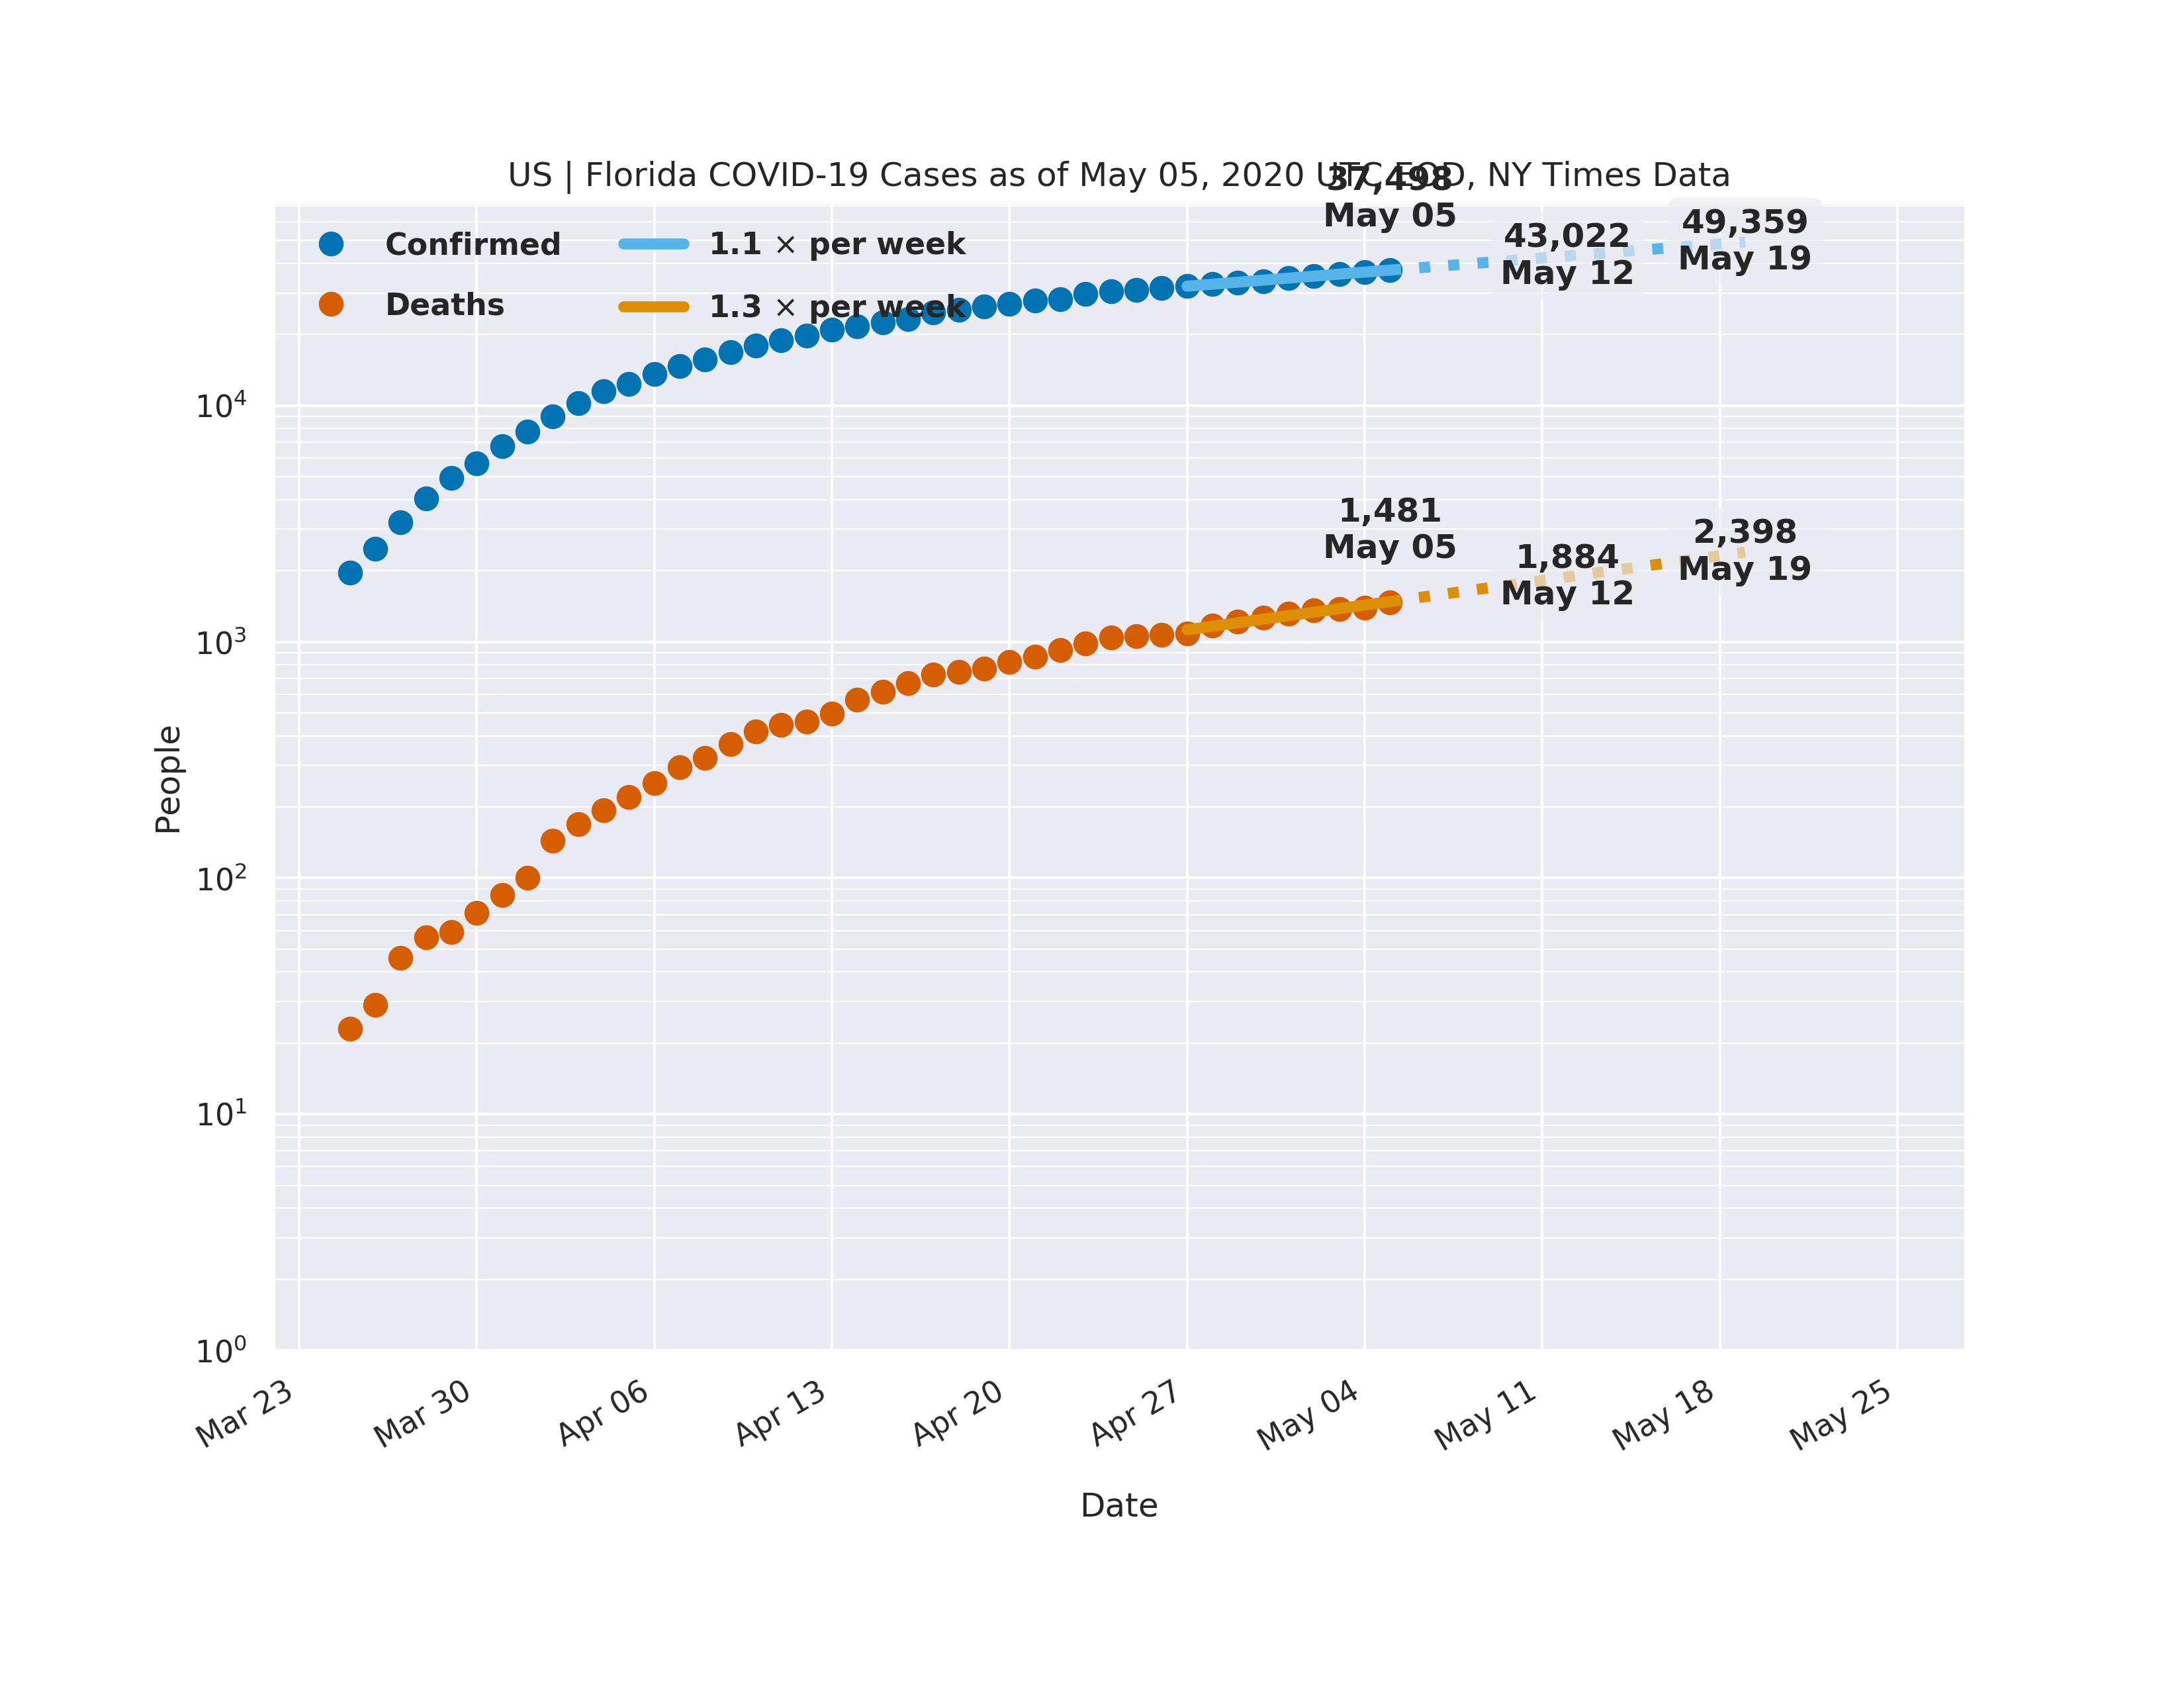 US | Florida COVID-19 Cases as of May 05, 2020 UTC EOD, NY Times Data
37,498
May 05
43,022
May 12
49,359
May 19
Confirmed
Deaths
1.1 × per week
1.3 × per week
1,481
May 05
1,884
May 12
2,398
May 19
People
10⁴
10³
10²
10¹
10⁰
Mar 23
Mar 30
Apr 06
Apr 13
Apr 20
Apr 27
May 04
May 11
May 18
May 25
Date